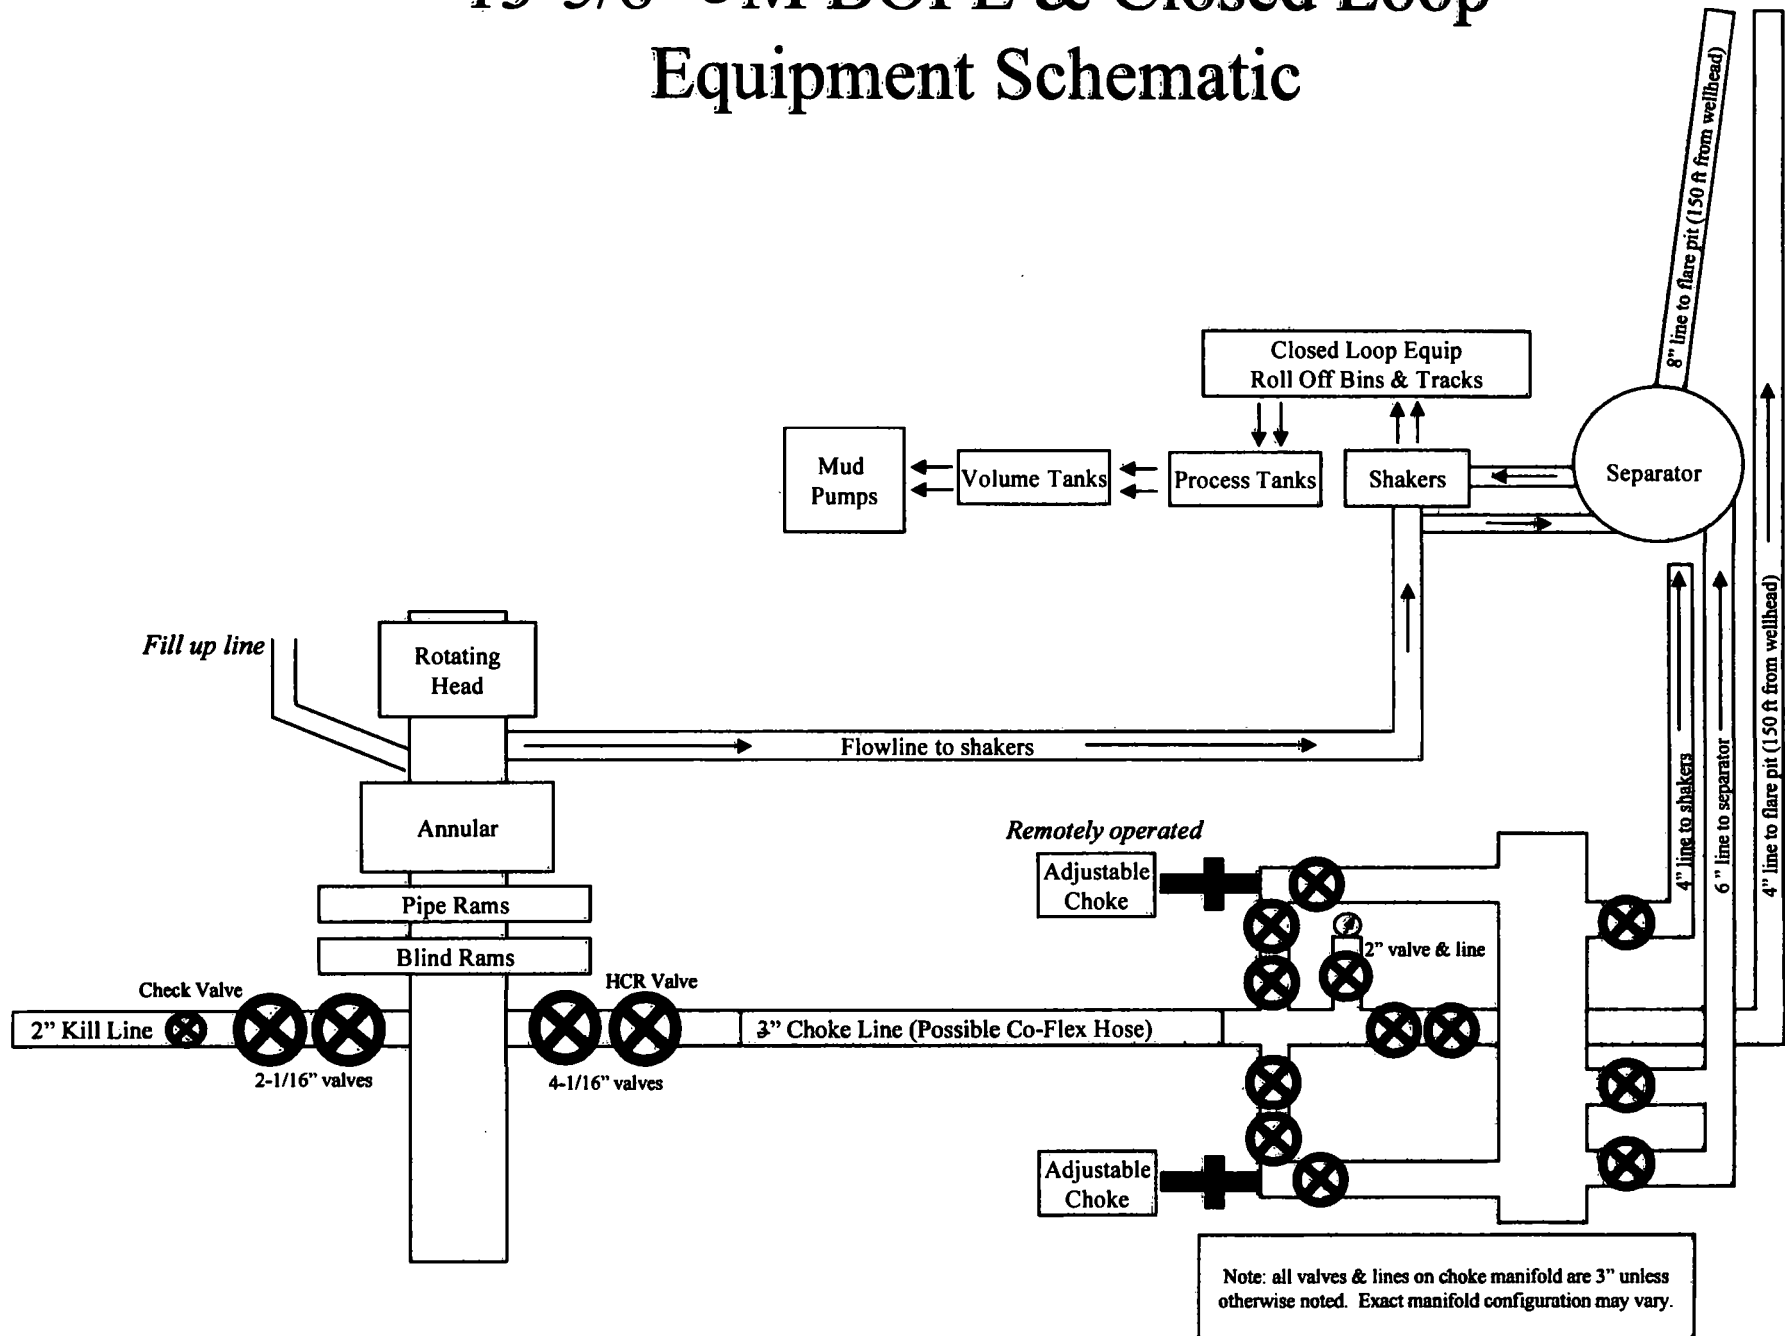 BOPE & Closed Loop
Equipment Schematic
8” line to flare pit (150 ft from wellhead)
Closed Loop Equip
Roll Off Bins & Tracks
Mud
Pumps
Volume Tanks
Process Tanks
Shakers
Separator
Fill up line
Rotating
Head
Flowline to shakers
4” line to shakers
6 ” line to separator
4” line to flare pit (150 ft from wellhead)
Annular
Remotely operated
Adjustable
Choke
Pipe Rams
Blind Rams
2” valve & line
Check Valve
HCR Valve
2” Kill Line
3” Choke Line (Possible Co-Flex Hose)
2-1/16” valves
4-1/16” valves
Adjustable
Choke
Note: all valves & lines on choke manifold are 3” unless
otherwise noted. Exact manifold configuration may vary.